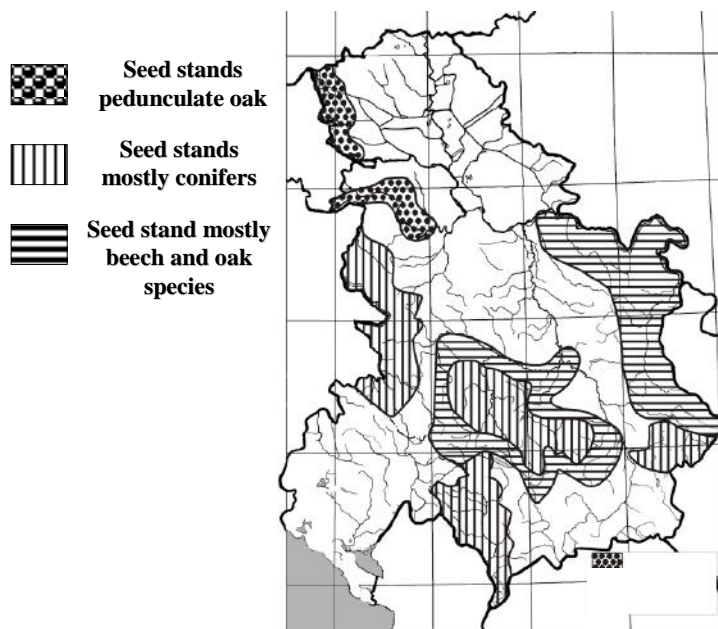 Seed stands
pedunculate oak
Seed stands
mostly conifers
Seed stand mostly
beech and oak
species